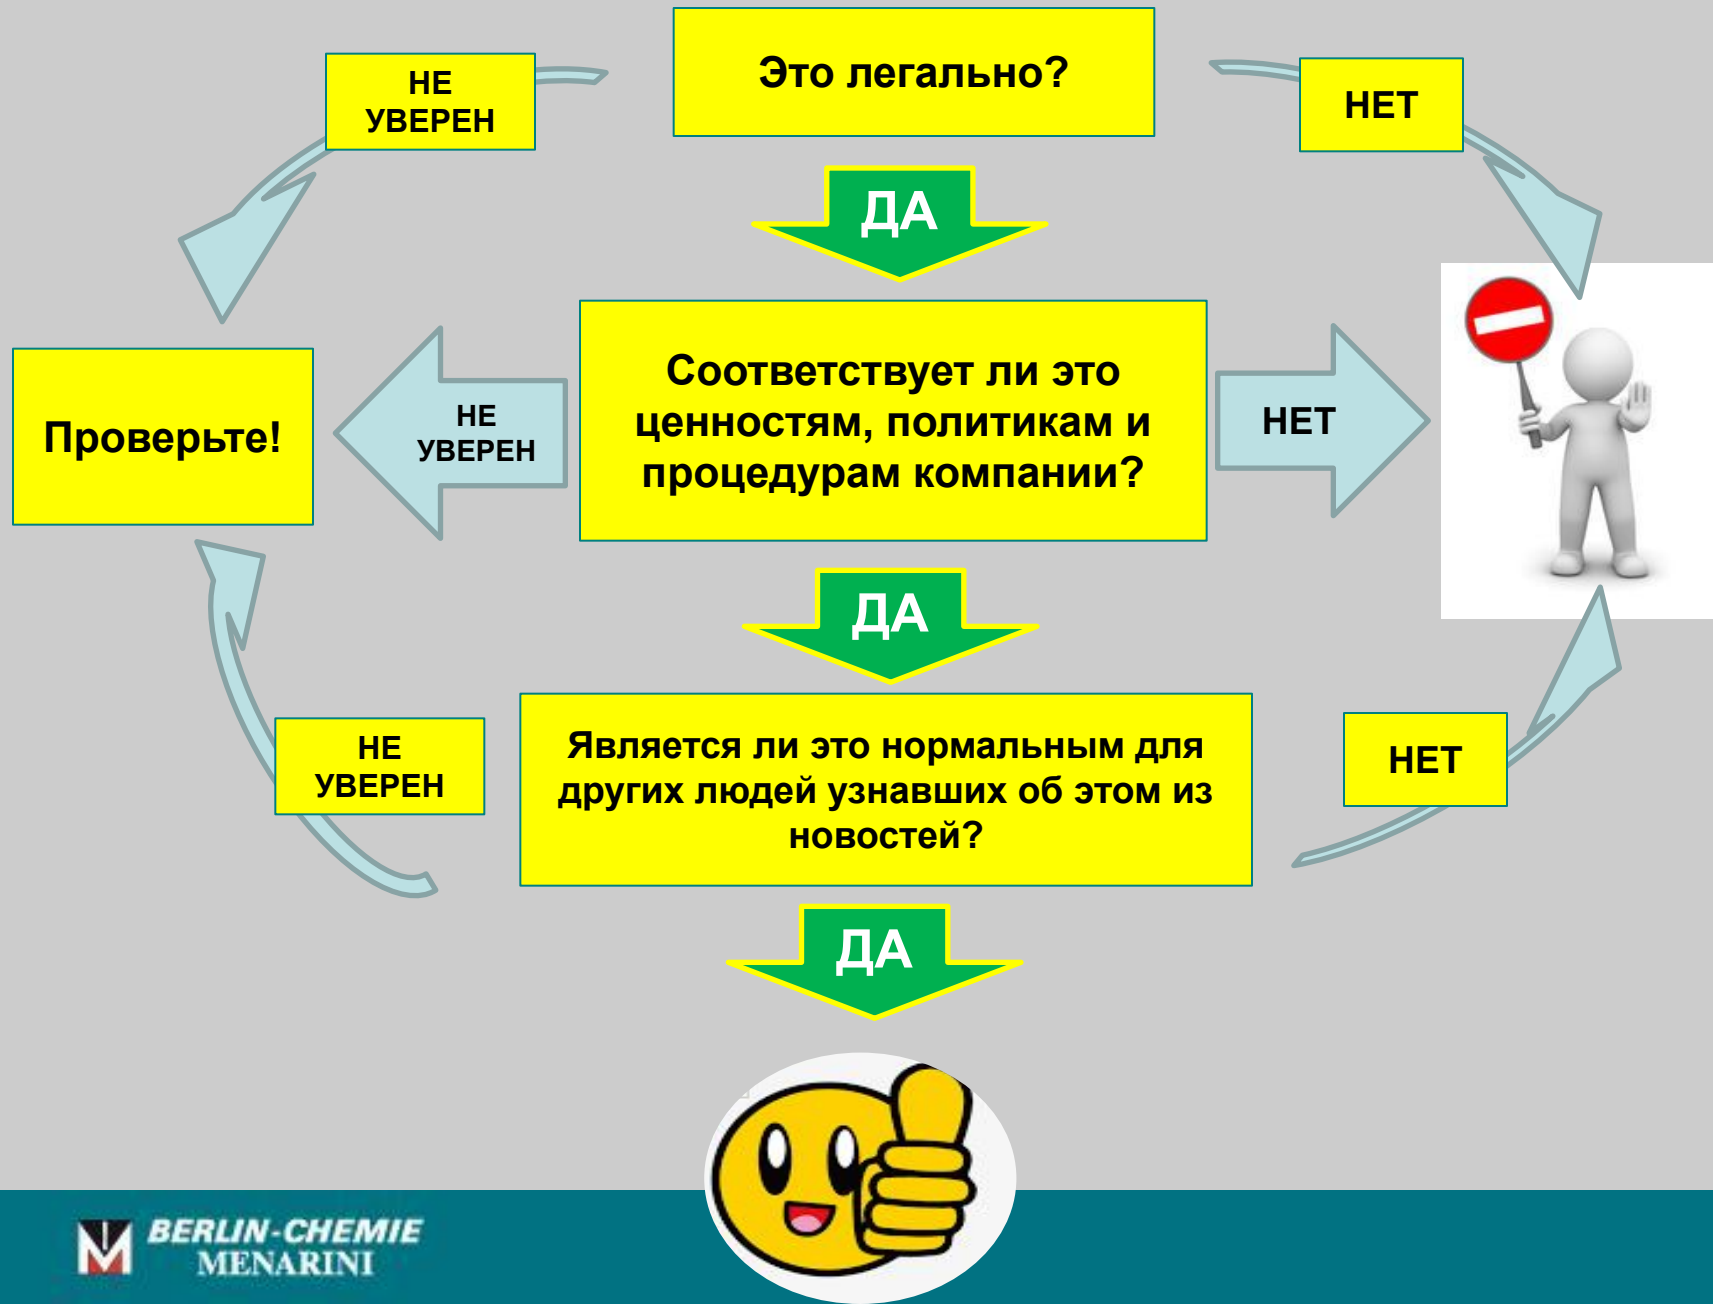 Это легально?
НЕ
УВЕРЕН
НЕТ
ДА
Соответствует ли это
ценностям, политикам и
процедурам компании?
Проверьте!
НЕ
УВЕРЕН
НЕТ
ДА
Является ли это нормальным для
других людей узнавших об этом из
новостей?
НЕ
УВЕРЕН
НЕТ
ДА
BERLIN-CHEMIE
MENARINI